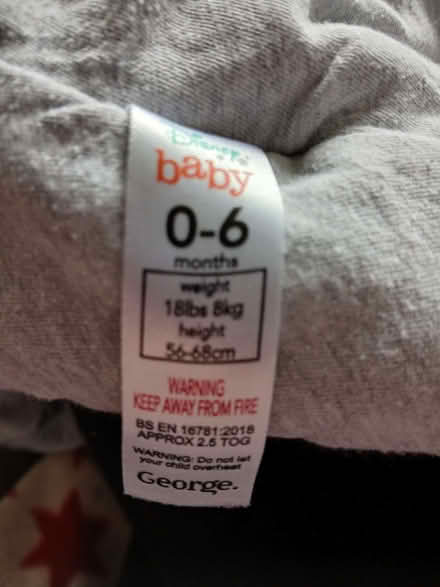 Disney
baby
0-6
months
weight
18lbs 8kg
height
56-68cm
WARNING
KEEP AWAY FROM FIRE
BS EN 16781:2018
APPROX 2.5 TOG
WARNING: Do not let
your child overheat
George.